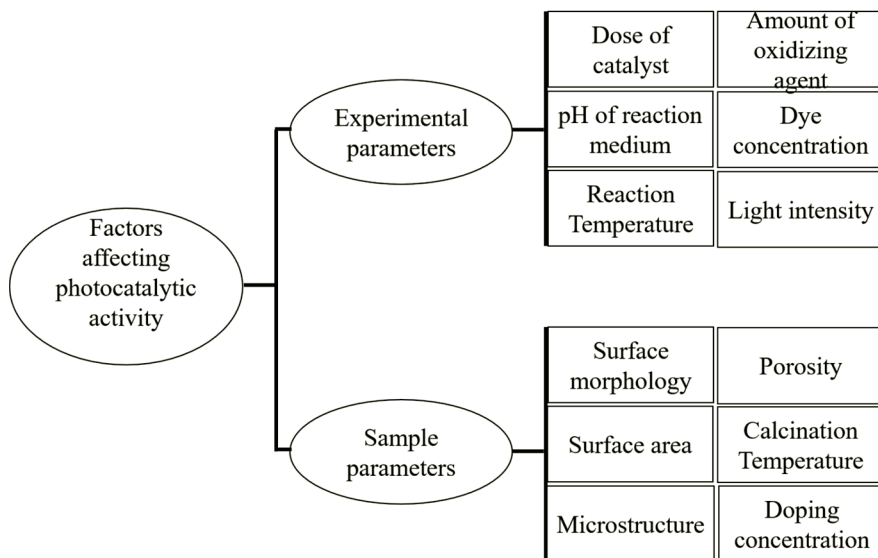 Factors
affecting
photocatalytic
activity
Experimental
parameters
Dose of
catalyst
Amount of
oxidizing
agent
pH of reaction
medium
Dye
concentration
Reaction
Temperature
Light intensity
Sample
parameters
Surface
morphology
Porosity
Surface area
Calcination
Temperature
Microstructure
Doping
concentration